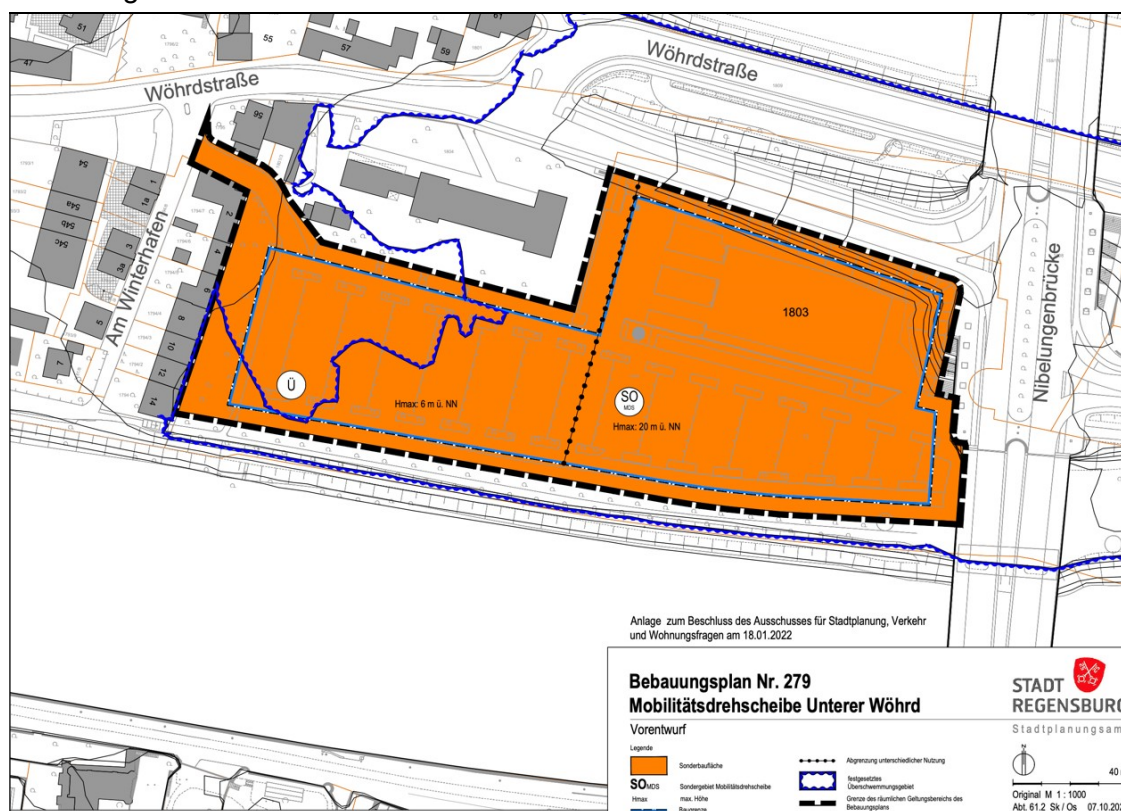 51
47
55
57
59
61
Wöhrdstraße
Wöhrdstraße
56
54
54a
54b
54c
1
1a
3
3a
5
7
2
4
6
8
10
12
14
Am Winterhafen
Nibelungenbrücke
1803
Ü
Hmax: 6 m ü. NN
SO
MDS
Hmax: 20 m ü. NN
Anlage zum Beschluss des Ausschusses für Stadtplanung, Verkehr
und Wohnungsfragen am 18.01.2022
Bebauungsplan Nr. 279
Mobilitätsdrehscheibe Unterer Wöhrd
Vorentwurf
STADT
REGENSBURG
Stadtplanungsam
Legende
Sonderbaufläche
SOMDS Sondergebiet Mobilitätsdrehscheibe
Hmax max. Höhe
Baugrenze
Abgrenzung unterschiedlicher Nutzung
festgesetztes
Überschwemmungsgebiet
Grenze des räumlichen Geltungsbereichs des
Bebauungsplans
N
40
Original M 1 : 1000
Abt. 61.2 Sk / Os 07.10.202